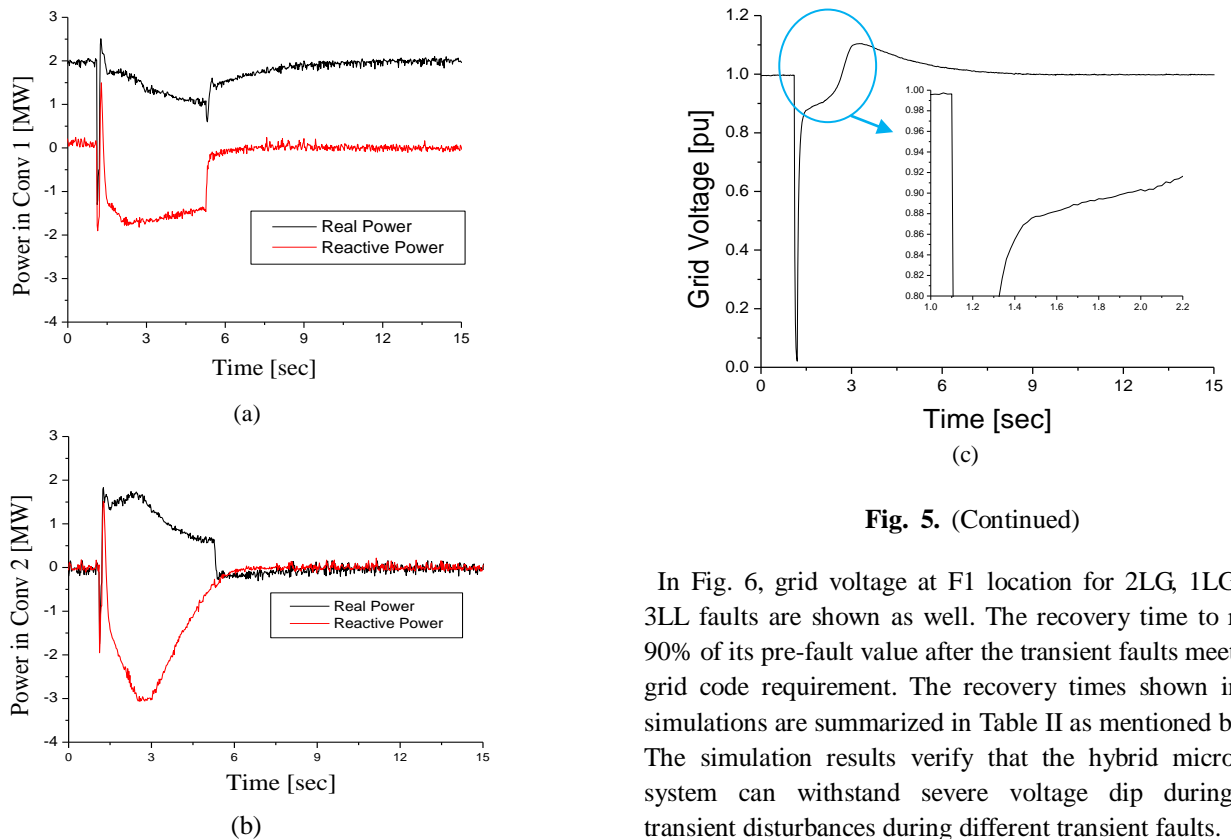 3
2
1
0
-1
-2
-3
-4
Power in Conv 1 [MW]
Real Power
Reactive Power
0 3 6 9 12 15
Time [sec]
(a)
3
2
1
0
-1
-2
-3
-4
Power in Conv 2 [MW]
Real Power
Reactive Power
0 3 6 9 12 15
Time [sec]
(b)
1.2
1.0
0.8
0.6
0.4
0.2
0.0
Grid Voltage [pu]
1.00
0.98
0.96
0.94
0.92
0.90
0.88
0.86
0.84
0.82
0.80
1.0 1.2 1.4 1.6 1.8 2.0 2.2
0 3 6 9 12 15
Time [sec]
(c)
Fig. 5. (Continued)
In Fig. 6, grid voltage at F1 location for 2LG, 1LG
3LL faults are shown as well. The recovery time to
90% of its pre-fault value after the transient faults meet
grid code requirement. The recovery times shown in
simulations are summarized in Table II as mentioned b
The simulation results verify that the hybrid micro
system can withstand severe voltage dip during
transient disturbances during different transient faults.